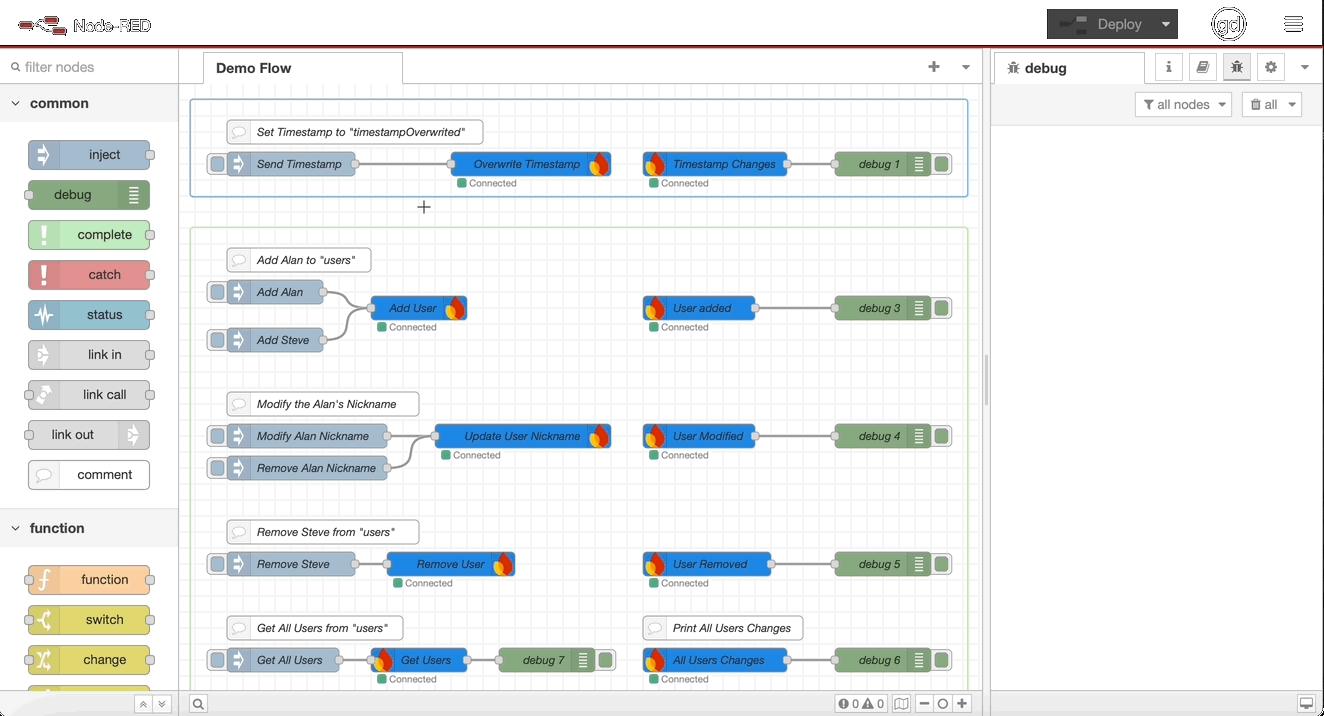 Node-RED
Deploy
gd
filter nodes
Demo Flow
debug
i
all nodes
all
common
inject
debug
complete
catch
status
link in
link call
link out
comment
function
function
switch
change
Set Timestamp to "timestampOverwrited"
Send Timestamp
Overwrite Timestamp
Connected
Timestamp Changes
Connected
debug 1
Add Alan to "users"
Add Alan
Add Steve
Add User
Connected
User added
Connected
debug 3
Modify the Alan's Nickname
Modify Alan Nickname
Remove Alan Nickname
Update User Nickname
Connected
User Modified
Connected
debug 4
Remove Steve from "users"
Remove Steve
Remove User
Connected
User Removed
Connected
debug 5
Get All Users from "users"
Get All Users
Get Users
Connected
debug 7
Print All Users Changes
All Users Changes
Connected
debug 6
0
0